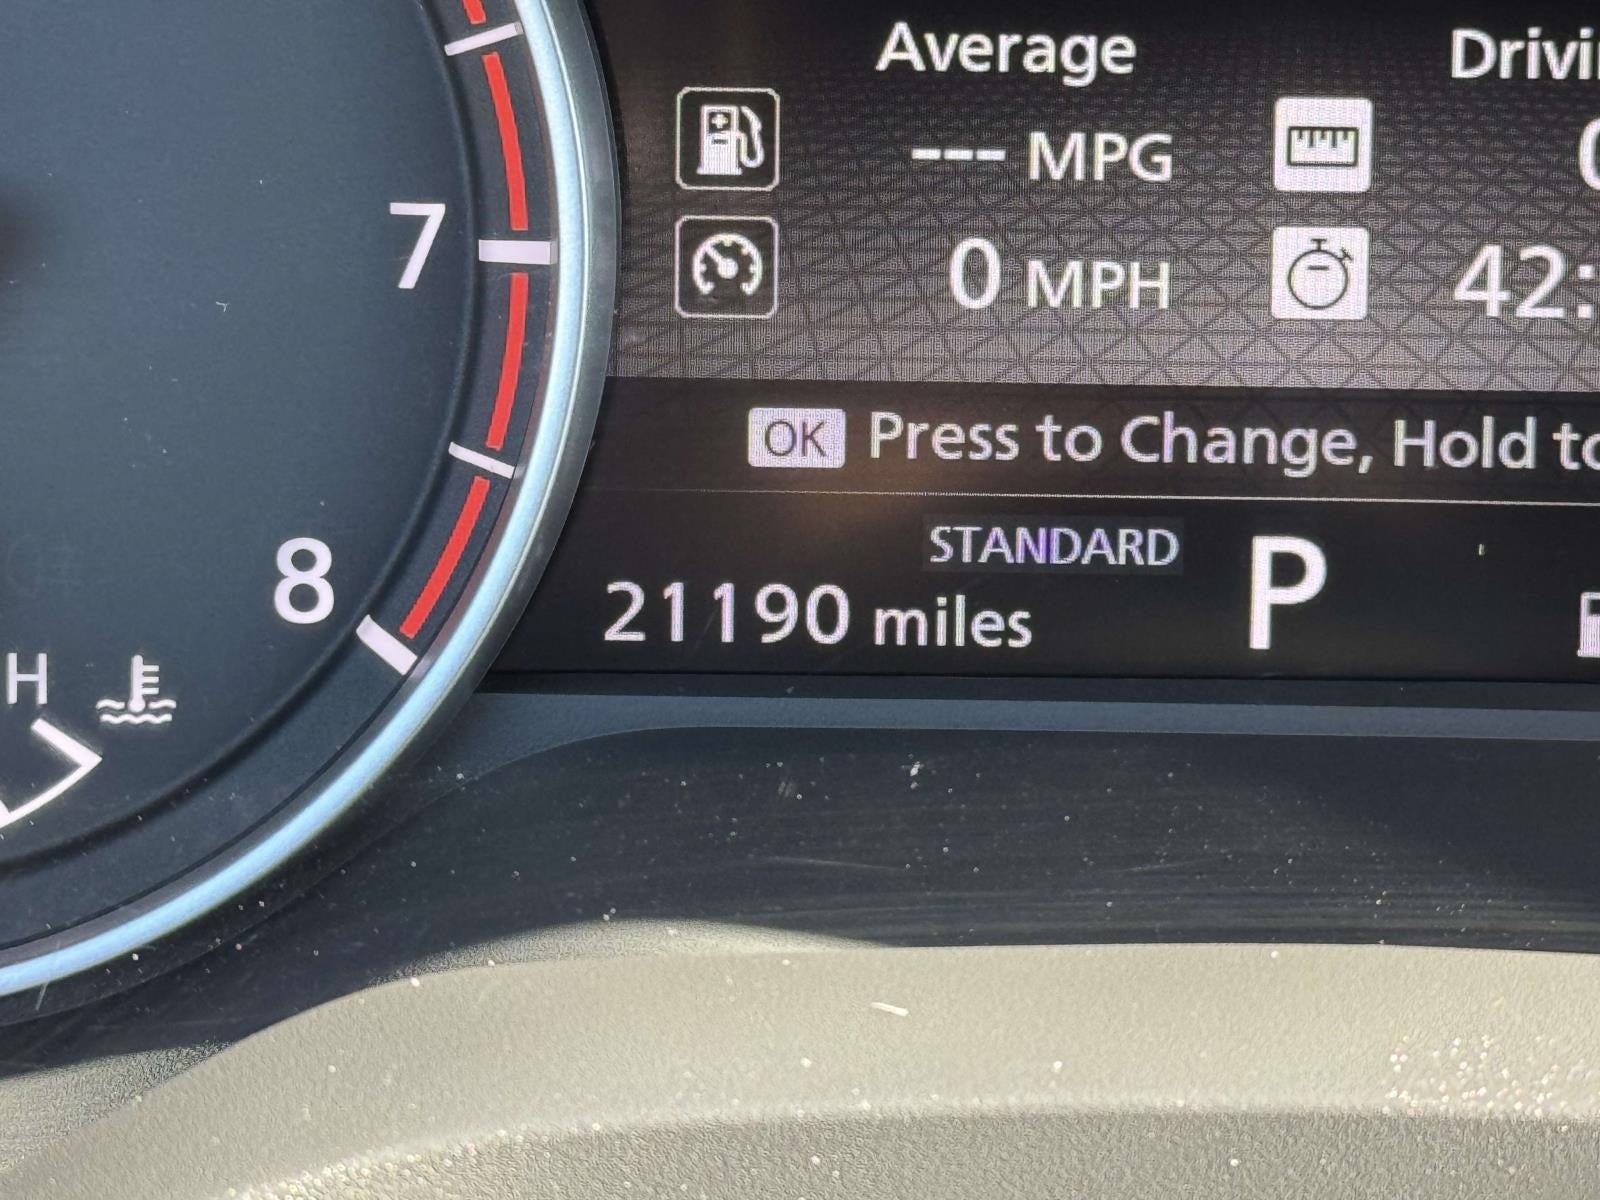 Average
--- MPG
7
0 MPH
OK Press to Change, Hold
STANDARD
8
21190 miles
P
H